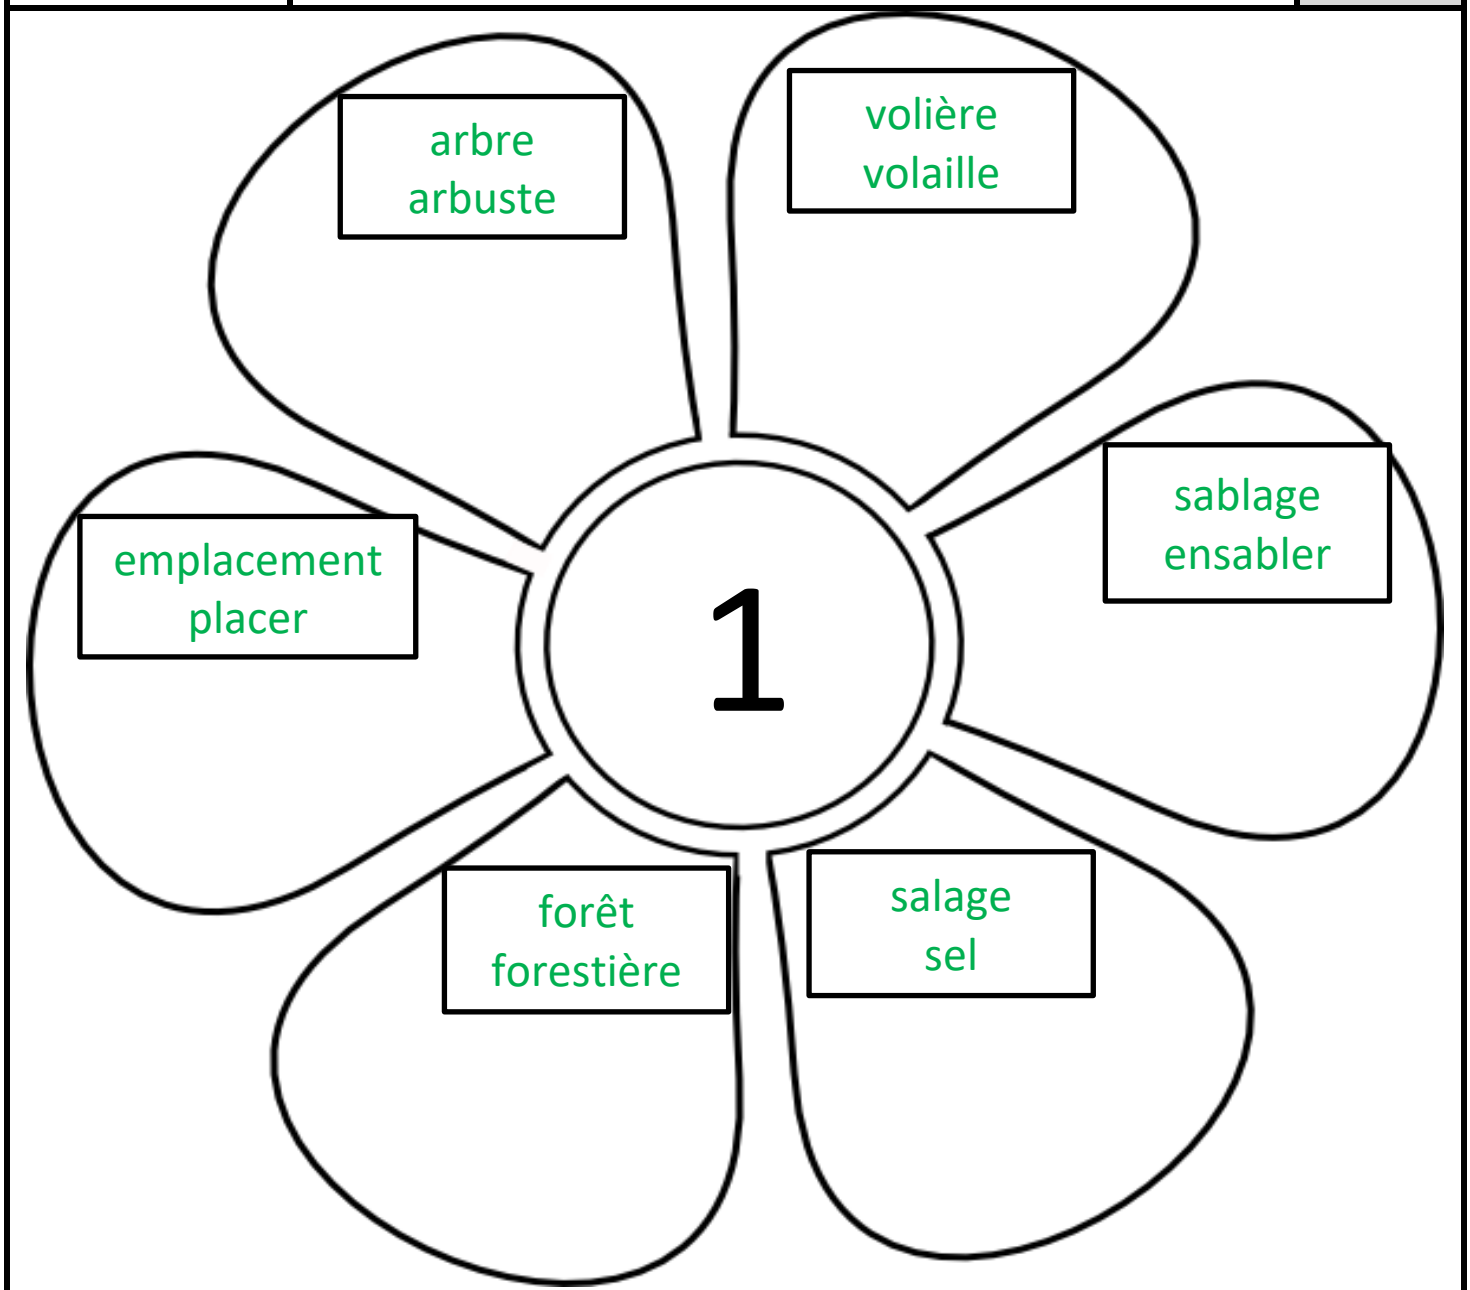 arbre
arbuste
volière
volaille
emplacement
placer
sablage
ensabler
1
forêt
forestière
salage
sel